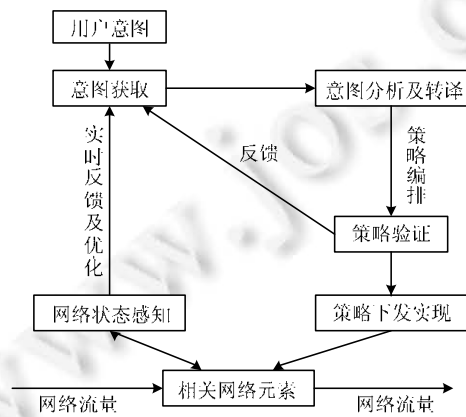 用户意图
意图获取
意图分析及转译
实时反馈及优化
反馈
策略编排
策略验证
网络状态感知
策略下发实现
相关网络元素
网络流量
网络流量
www.jos.o